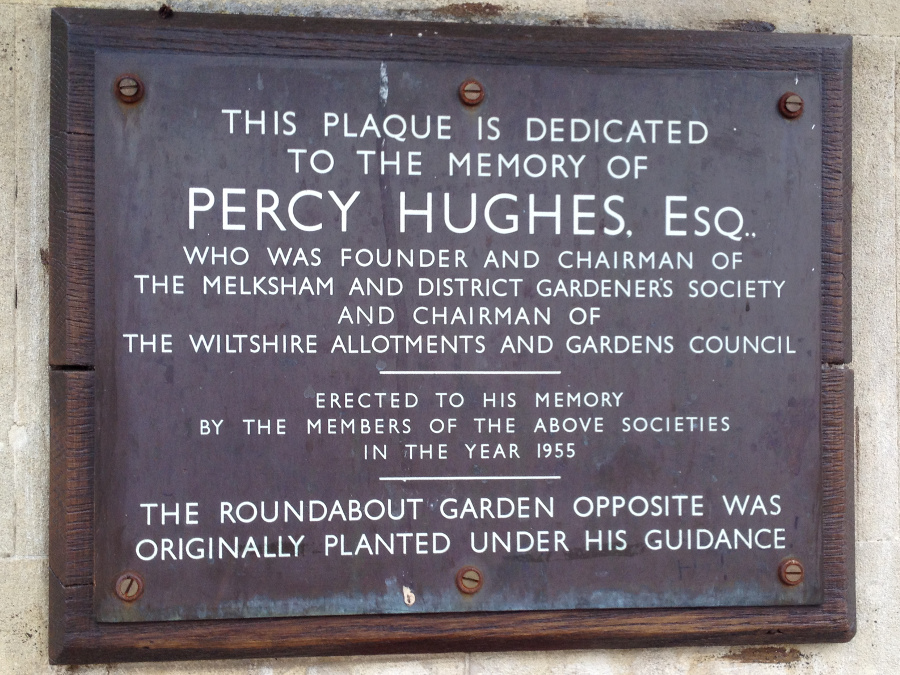 THIS PLAQUE IS DEDICATED
TO THE MEMORY OF
PERCY HUGHES, ESQ.,
WHO WAS FOUNDER AND CHAIRMAN OF
THE MELKSHAM AND DISTRICT GARDENER'S SOCIETY
AND CHAIRMAN OF
THE WILTSHIRE ALLOTMENTS AND GARDENS COUNCIL
ERECTED TO HIS MEMORY
BY THE MEMBERS OF THE ABOVE SOCIETIES
IN THE YEAR 1955
THE ROUNDABOUT GARDEN OPPOSITE WAS
ORIGINALLY PLANTED UNDER HIS GUIDANCE